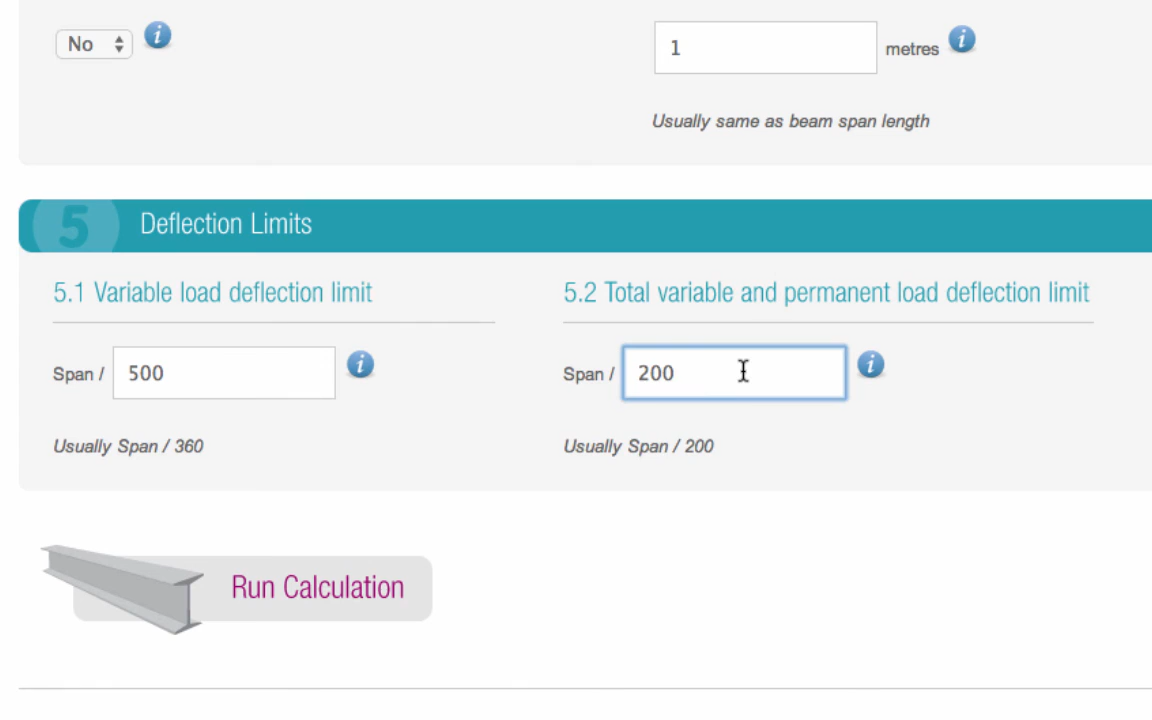 No
1 metres
Usually same as beam span length
5 Deflection Limits
5.1 Variable load deflection limit
5.2 Total variable and permanent load deflection limit
Span / 500
Span / 200
Usually Span / 360
Usually Span / 200
Run Calculation